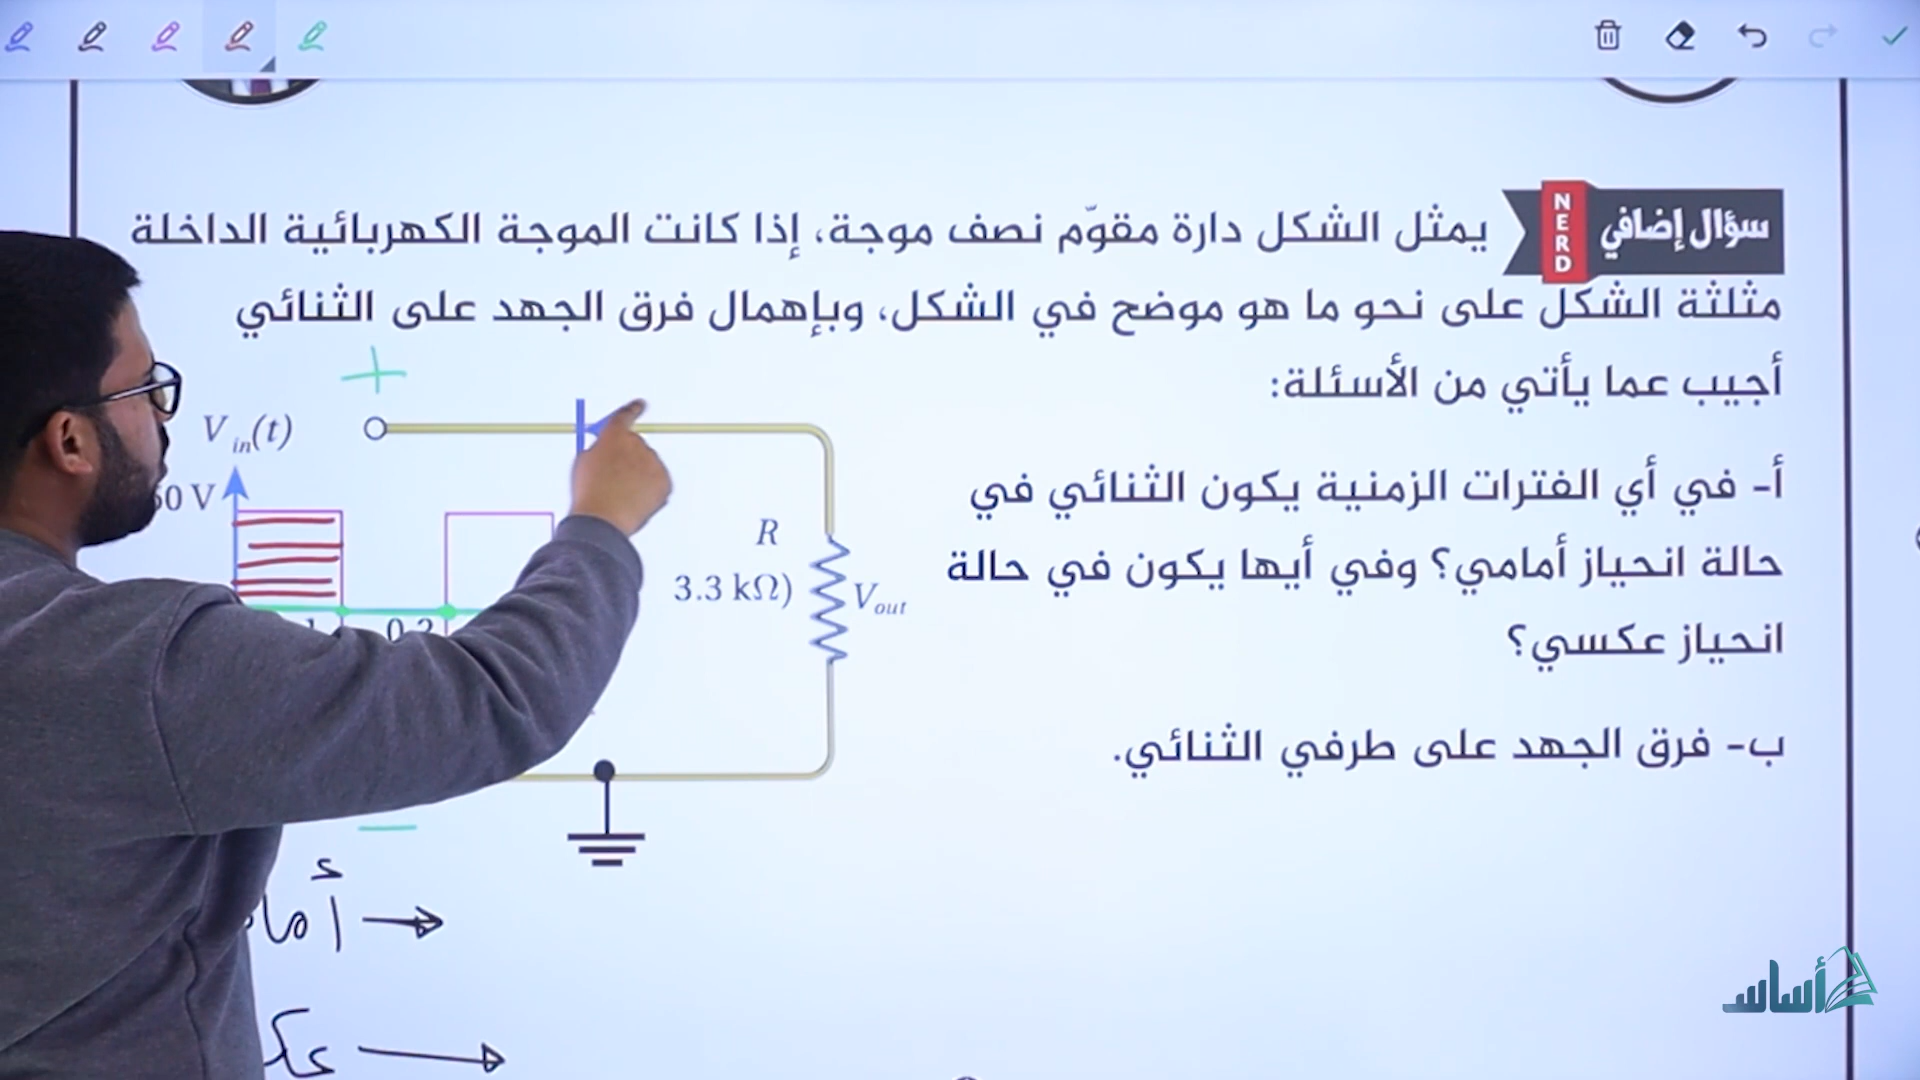 سؤال إضافي
NERD
يمثل الشكل دارة مقوّم نصف موجة، إذا كانت الموجة الكهربائية الداخلة
مثلثة الشكل على نحو ما هو موضح في الشكل، وبإهمال فرق الجهد على الثنائي
أجيب عما يأتي من الأسئلة:
أ- في أي الفترات الزمنية يكون الثنائي في
حالة انحياز أمامي؟ وفي أيها يكون في حالة
انحياز عكسي؟
ب- فرق الجهد على طرفي الثنائي.
+
V in(t)
0 V
R
3.3 kΩ)
V out
0.2
أساس